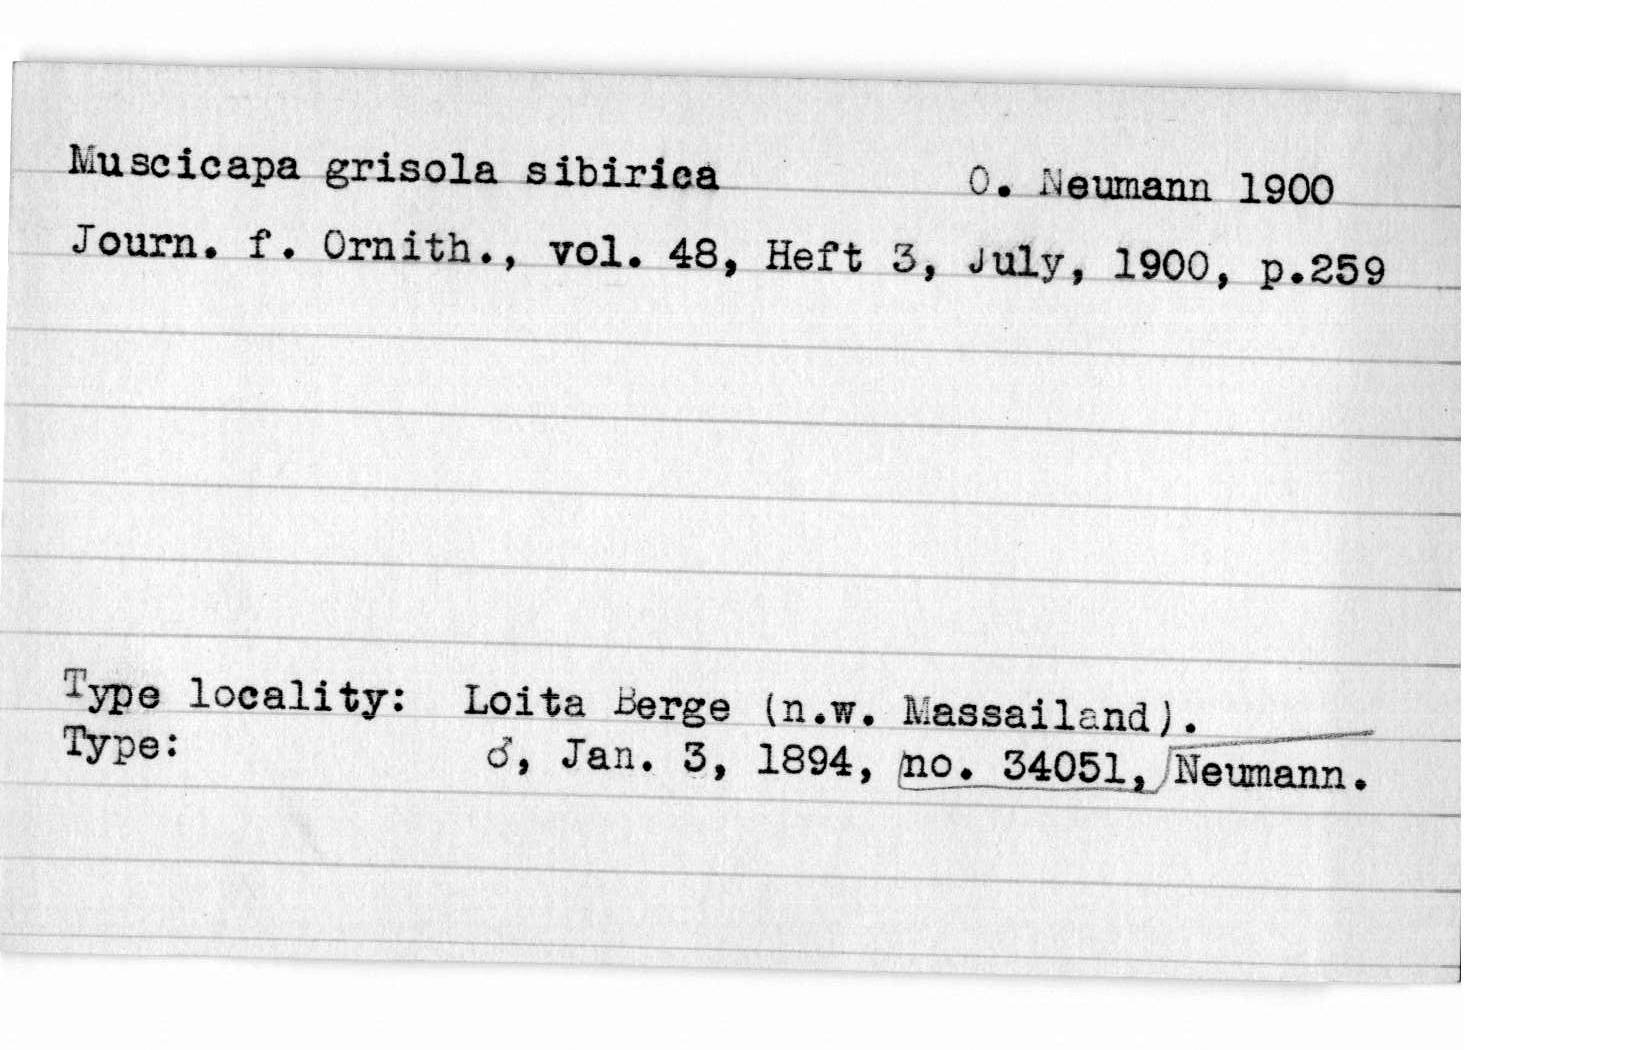 Muscicapa grisola sibirica O. Neumann 1900
Journ. f. Ornith., vol. 48, Heft 3, July, 1900, p.259
Type locality: Loita Berge (n.w. Massailand).
Type: ♂, Jan. 3, 1894, no. 34051, Neumann.